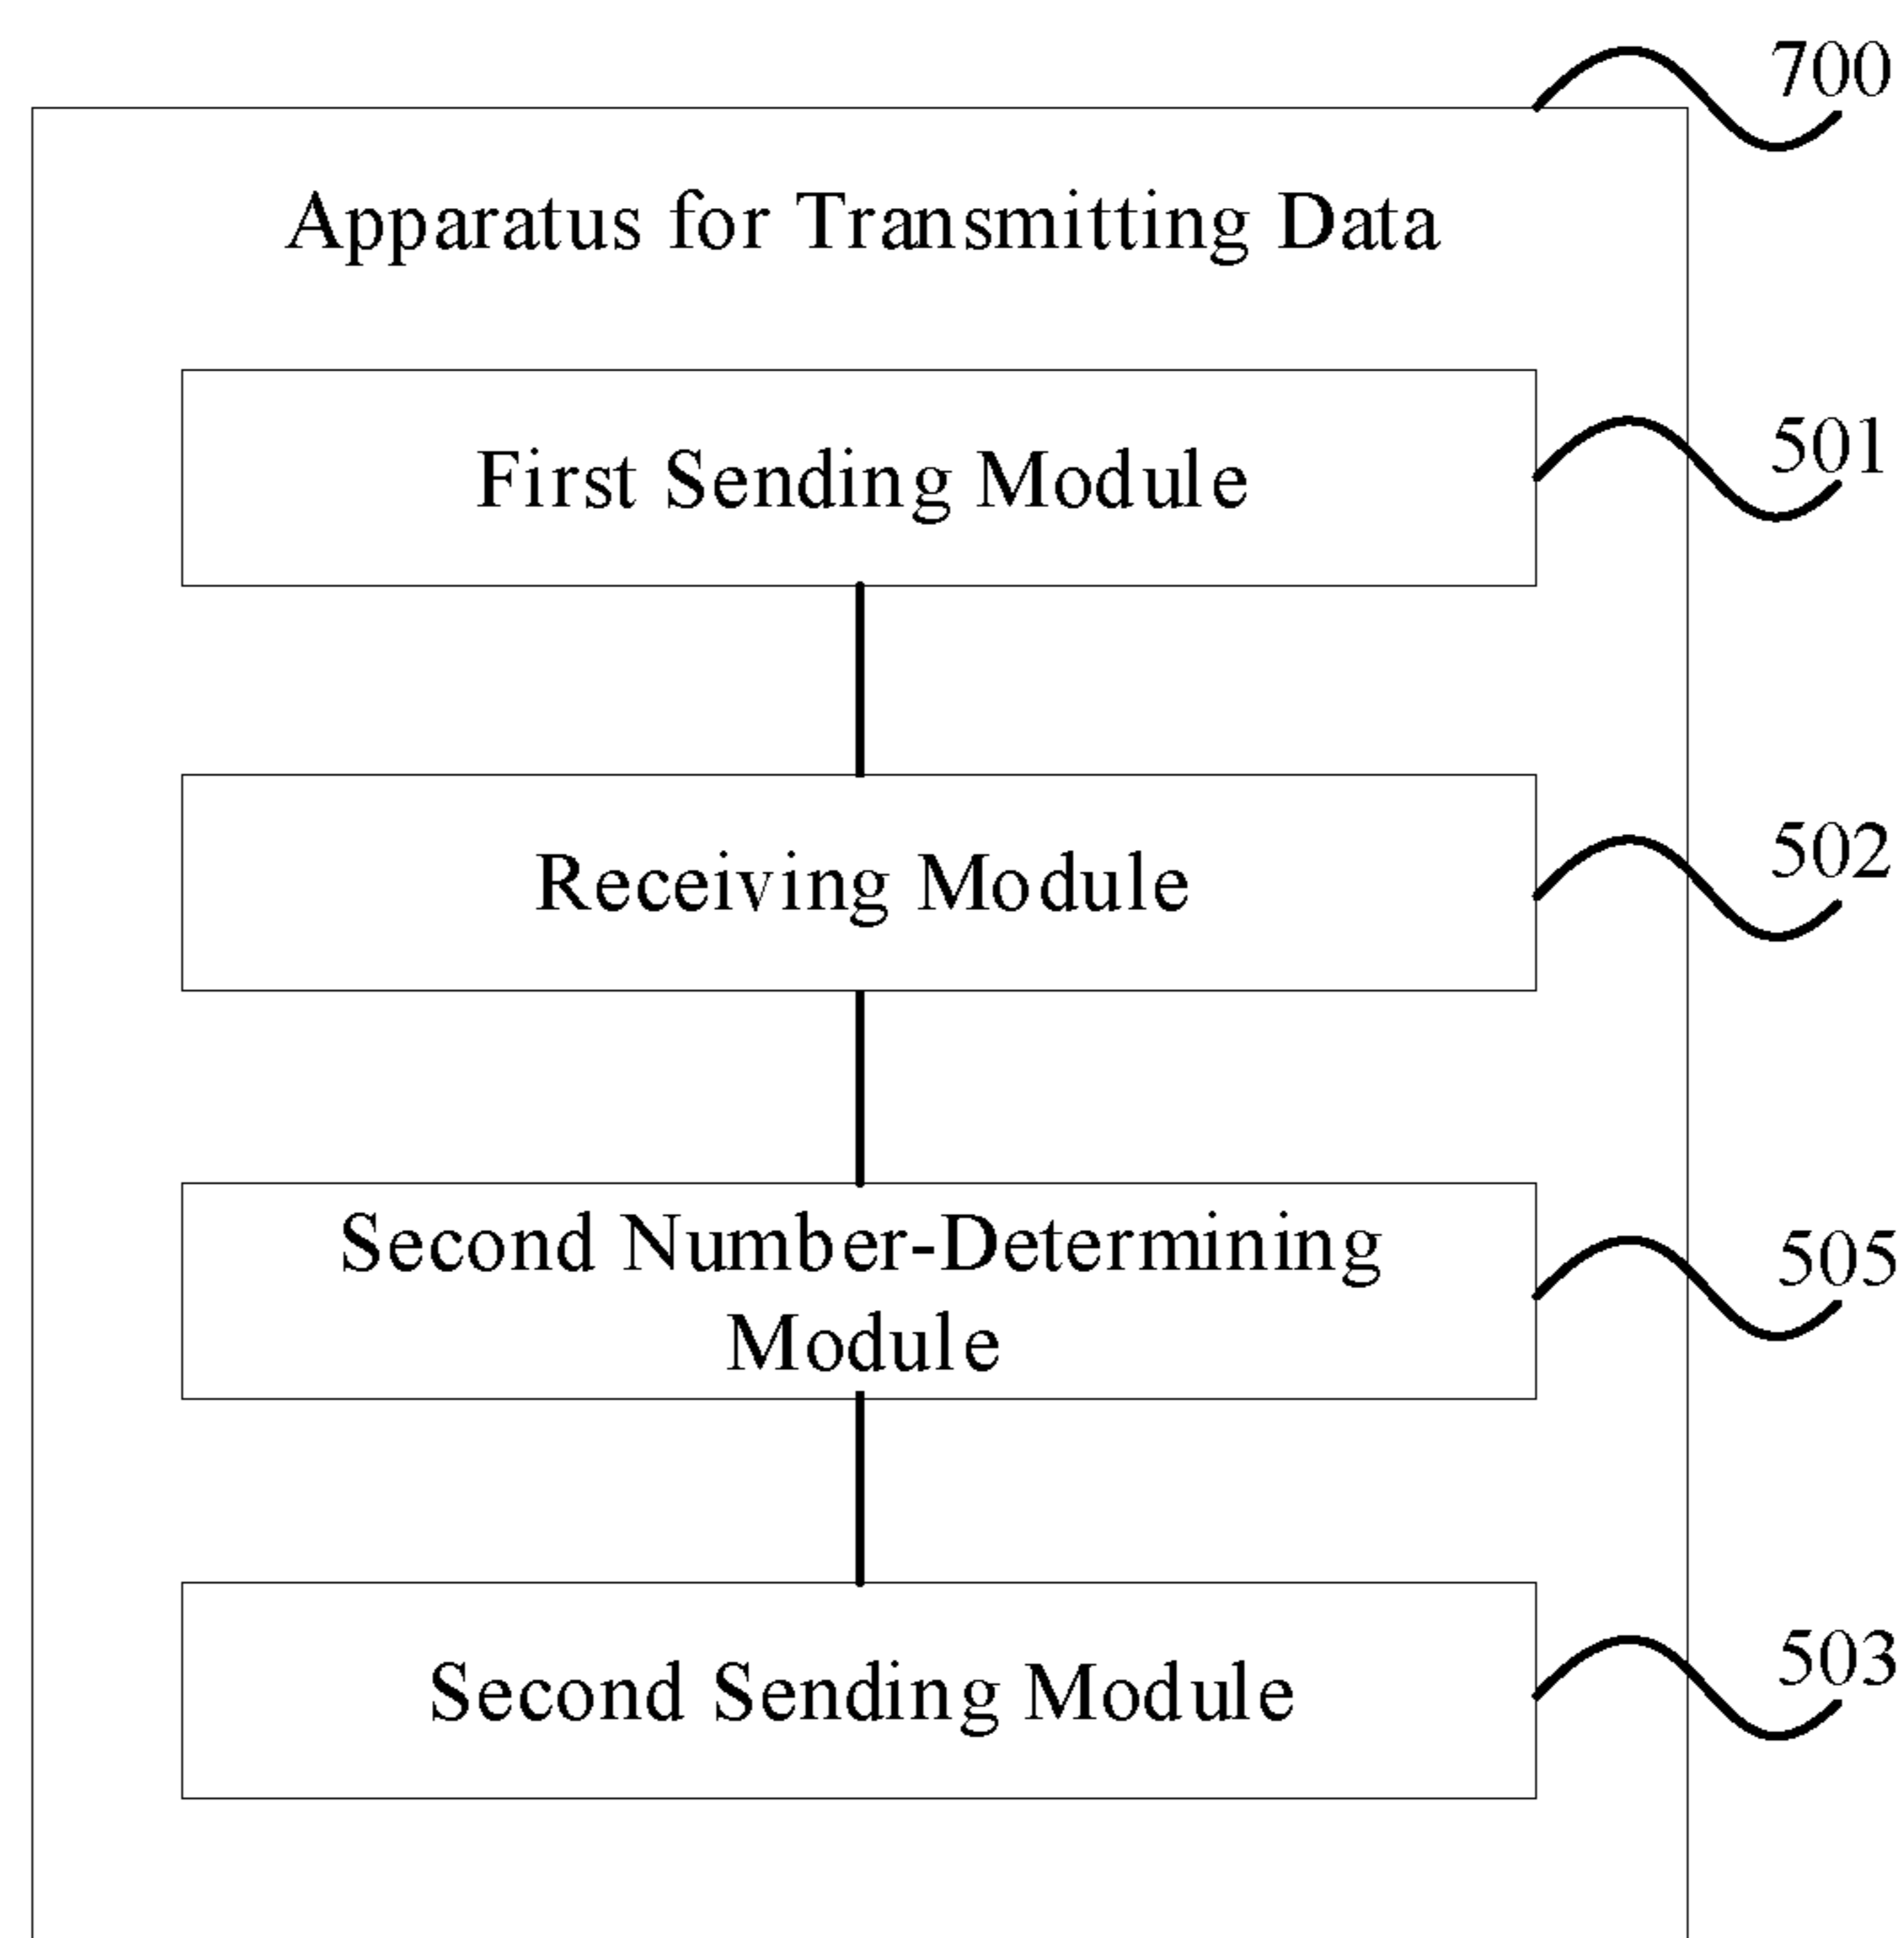 700
Apparatus for Transmitting Data
First Sending Module
501
Receiving Module
502
Second Number-Determining
Module
505
Second Sending Module
503